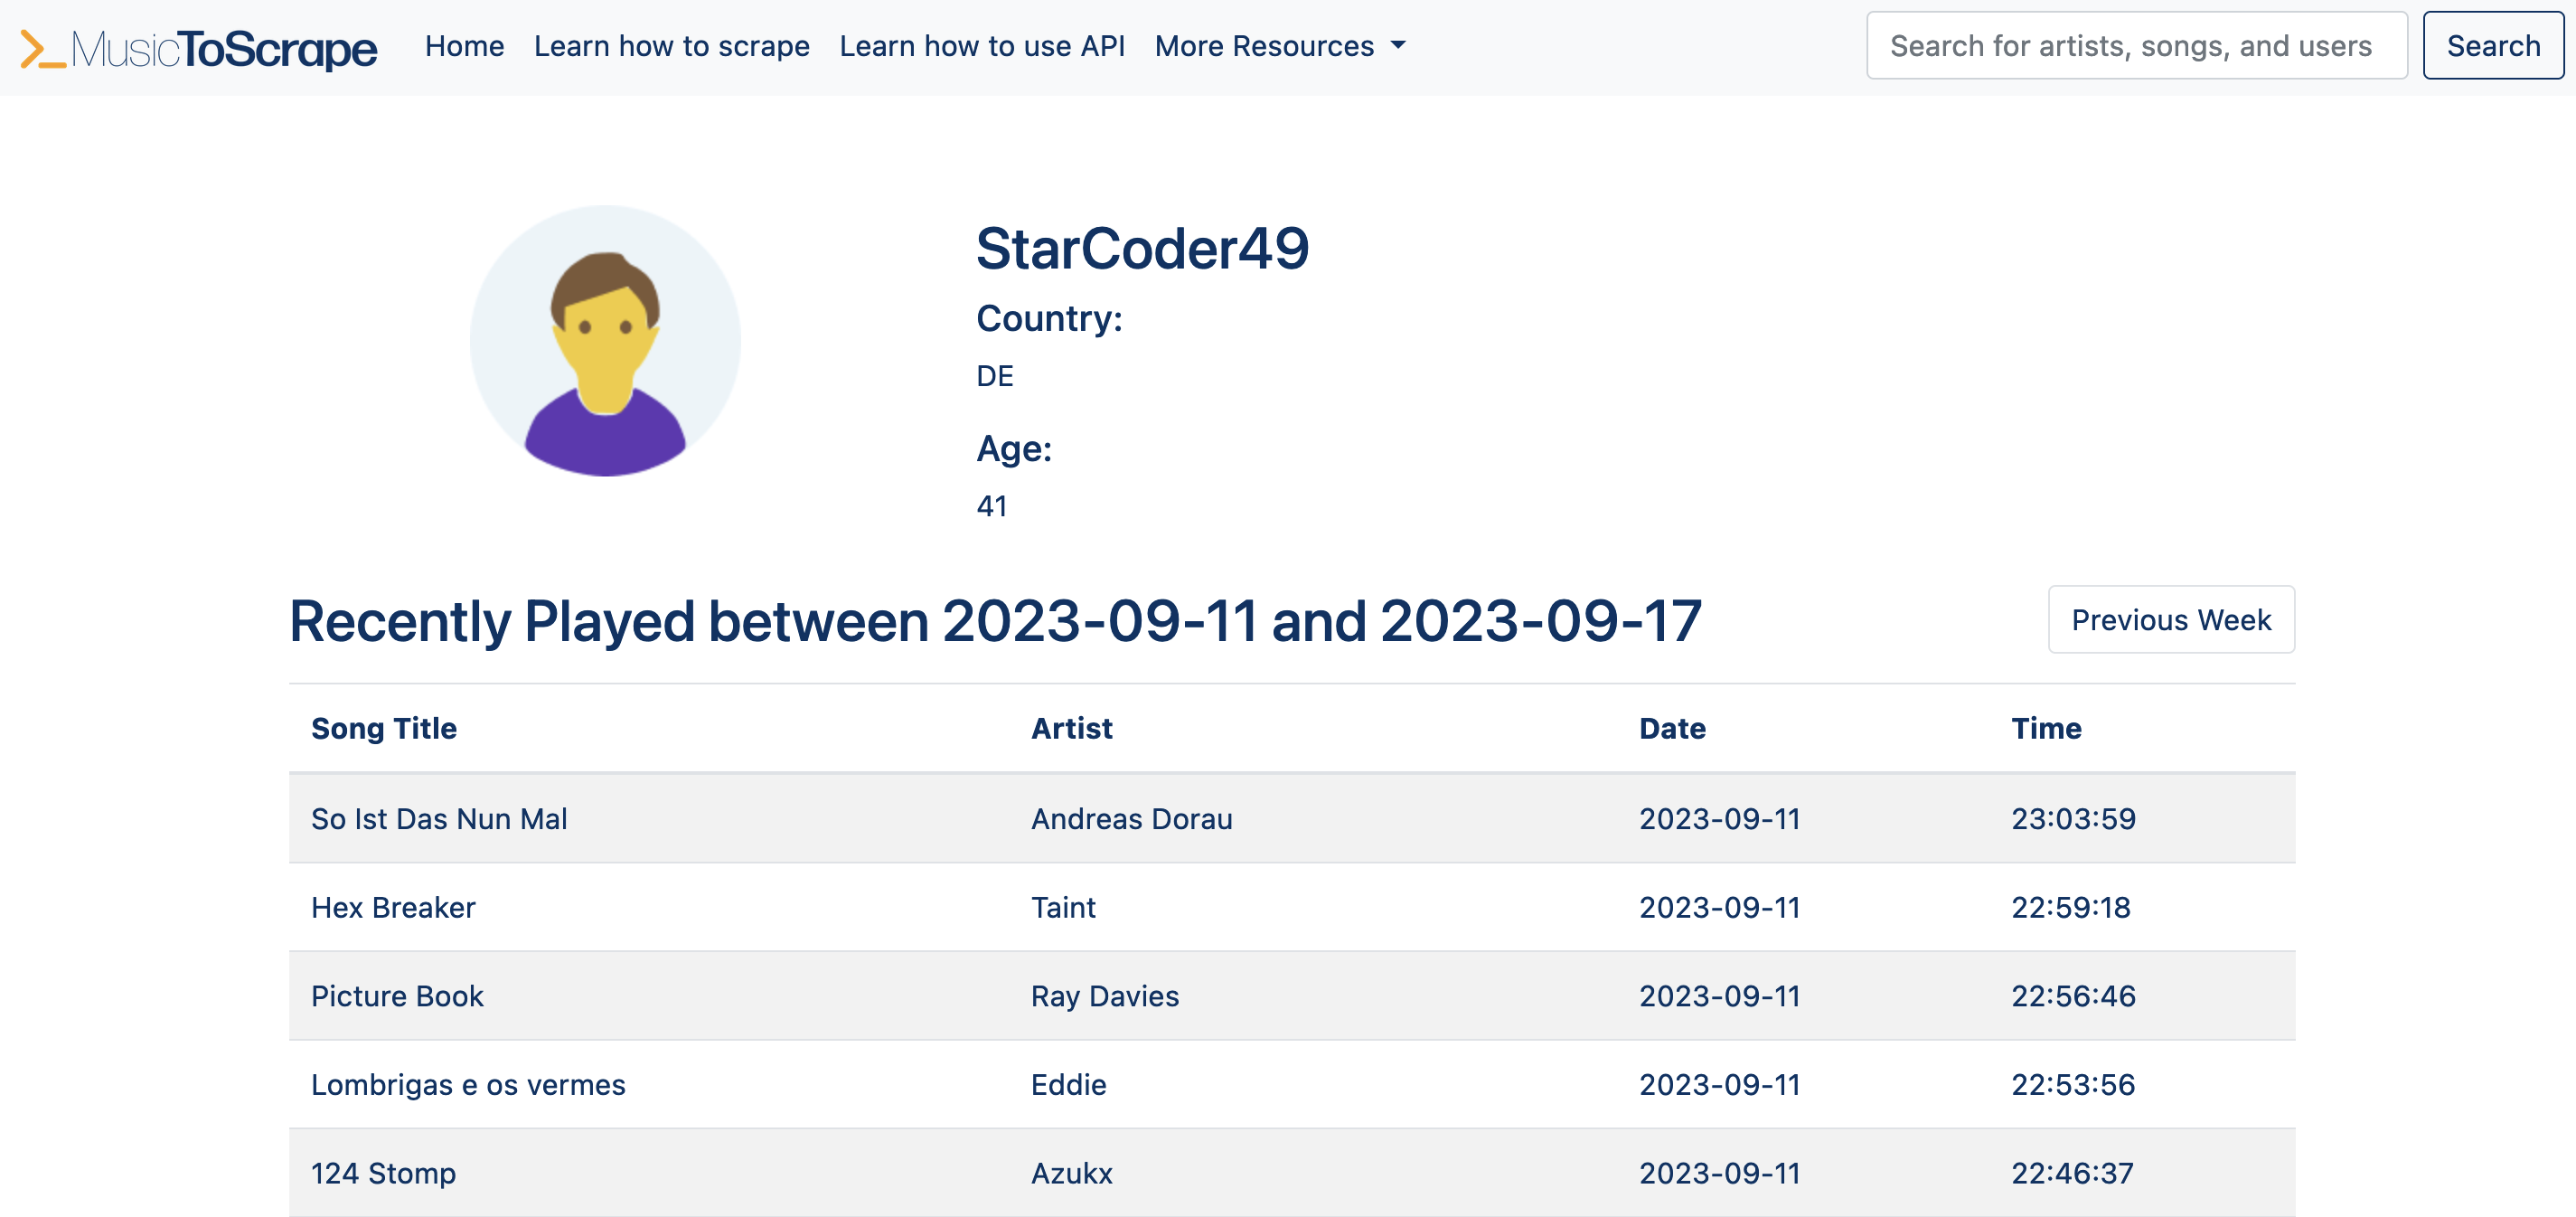 >_MusicToScrape Home Learn how to scrape Learn how to use API More Resources Search for artists, songs, and users Search
StarCoder49
Country:
DE
Age:
41
Recently Played between 2023-09-11 and 2023-09-17 Previous Week
Song Title Artist Date Time
So Ist Das Nun Mal Andreas Dorau 2023-09-11 23:03:59
Hex Breaker Taint 2023-09-11 22:59:18
Picture Book Ray Davies 2023-09-11 22:56:46
Lombrigas e os vermes Eddie 2023-09-11 22:53:56
124 Stomp Azukx 2023-09-11 22:46:37